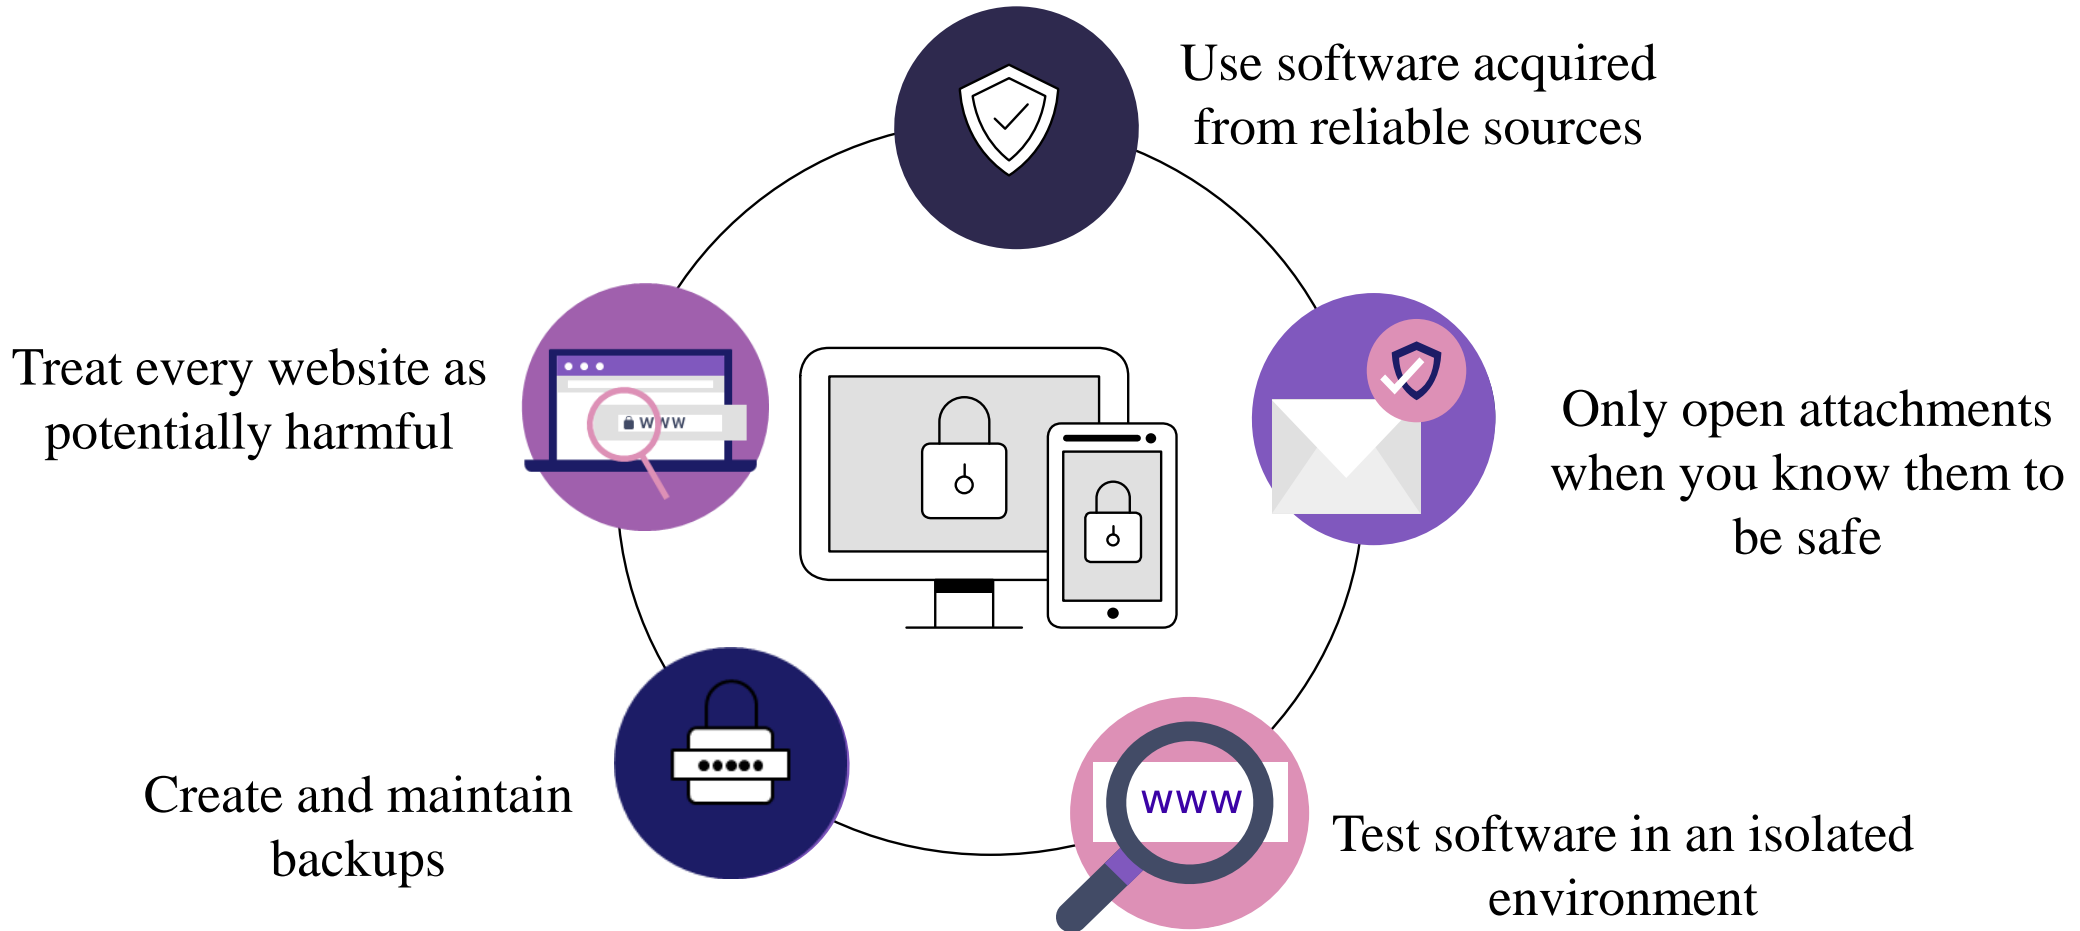 Use software acquired
from reliable sources
Treat every website as
potentially harmful
www
Only open attachments
when you know them to
be safe
Create and maintain
backups
www
Test software in an isolated
environment